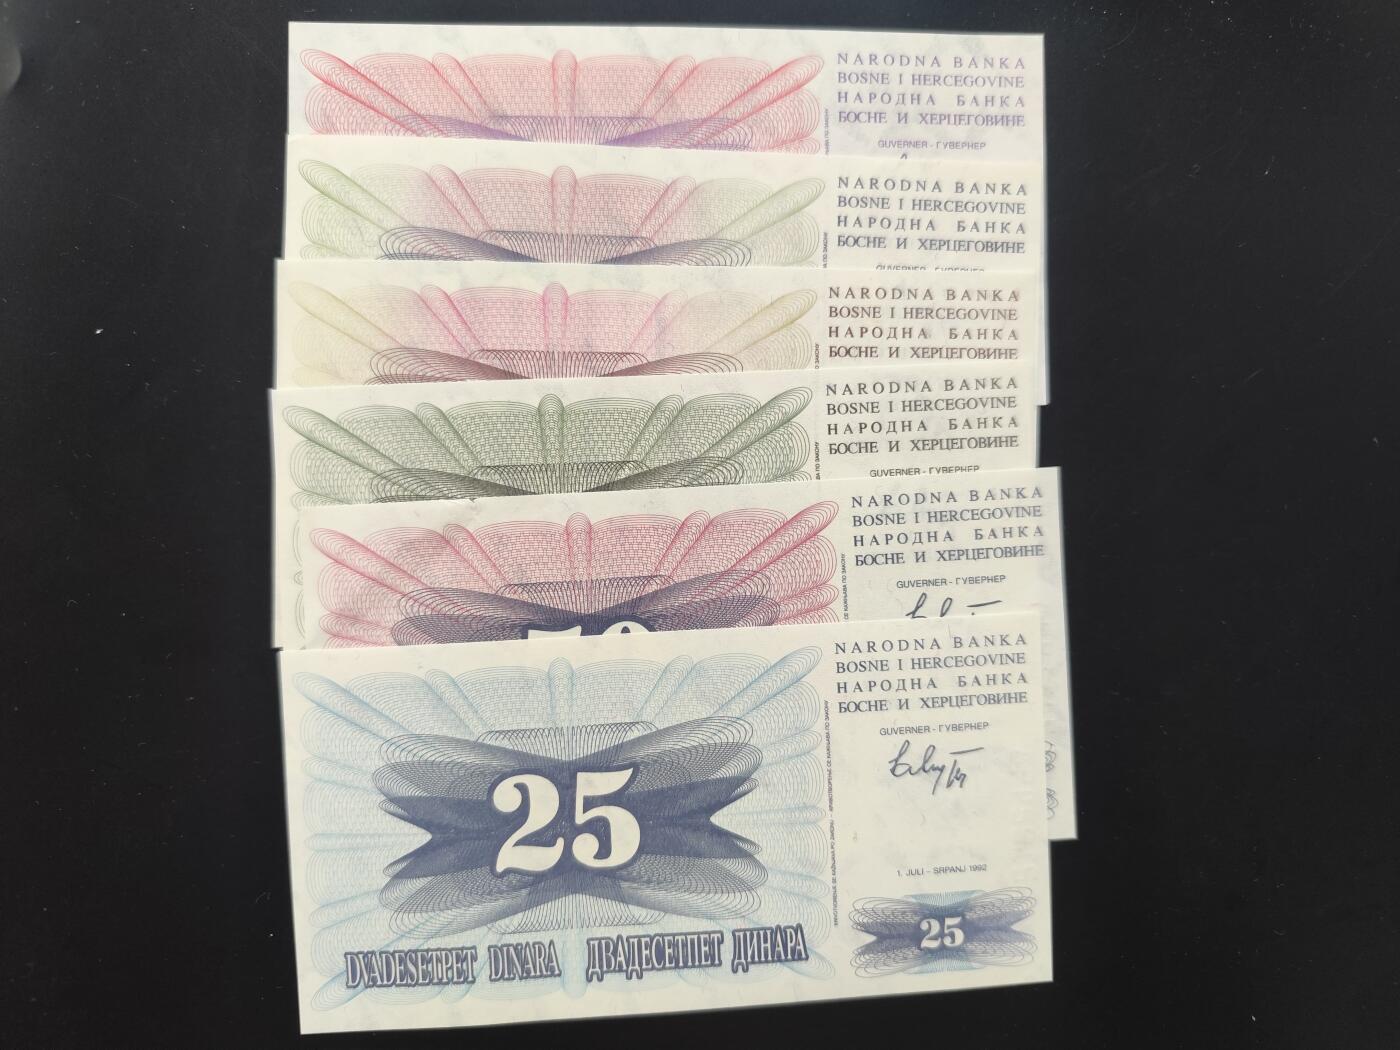 NARODNA BANKA
BOSNE I HERCEGOVINE
НАРОДНА БАНКА
БОСНЕ И ХЕРЦЕГОВИНЕ
GUVERNER - ГУВЕРНЕР
NARODNA BANKA
BOSNE I HERCEGOVINE
НАРОДНА БАНКА
БОСНЕ И ХЕРЦЕГОВИНЕ
GUVERNER - ГУВЕРНЕР
NARODNA BANKA
BOSNE I HERCEGOVINE
НАРОДНА БАНКА
БОСНЕ И ХЕРЦЕГОВИНЕ
NARODNA BANKA
BOSNE I HERCEGOVINE
НАРОДНА БАНКА
БОСНЕ И ХЕРЦЕГОВИНЕ
GUVERNER - ГУВЕРНЕР
NARODNA BANKA
BOSNE I HERCEGOVINE
НАРОДНА БАНКА
БОСНЕ И ХЕРЦЕГОВИНЕ
GUVERNER - ГУВЕРНЕР
NARODNA BANKA
BOSNE I HERCEGOVINE
НАРОДНА БАНКА
БОСНЕ И ХЕРЦЕГОВИНЕ
GUVERNER - ГУВЕРНЕР
25
1. JULI - SRPANJ 1992
25
DVADESETPET DINARA ДВАДЕСЕТПЕТ ДИНАРА